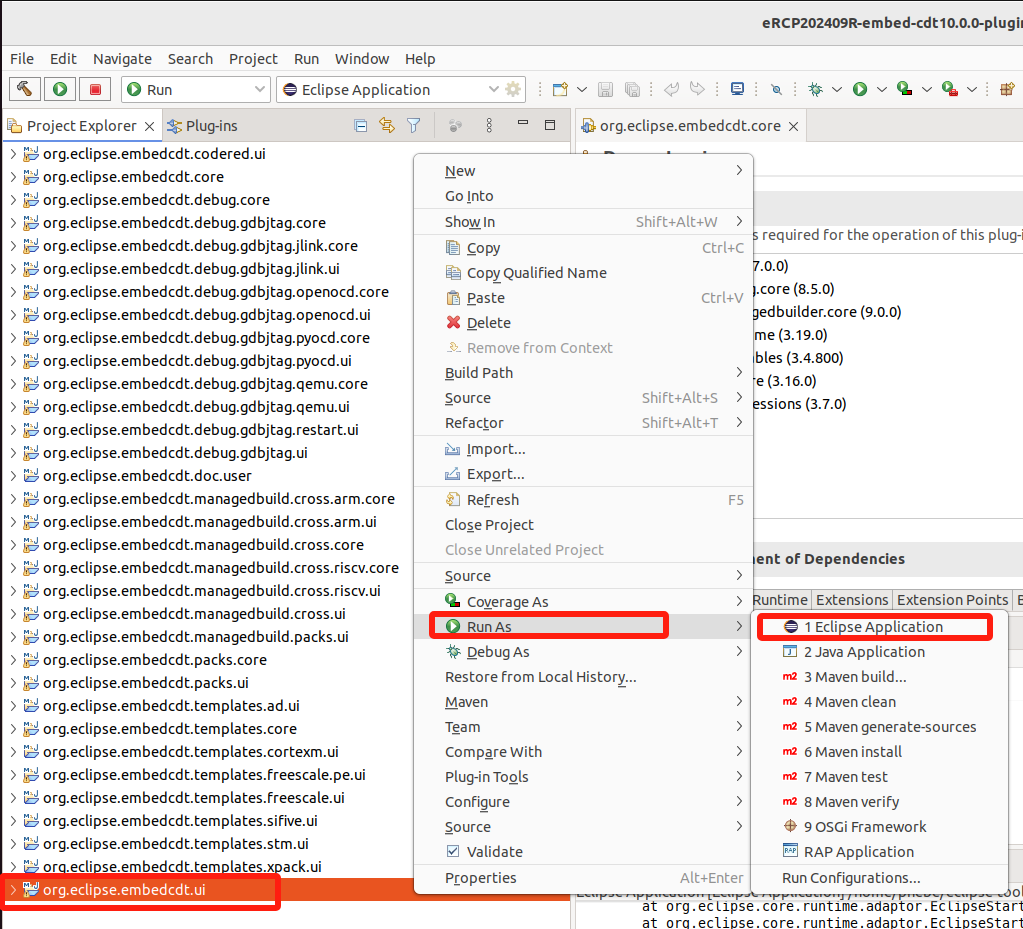 eRCP202409R-embed-cdt10.0.0-plugin
File Edit Navigate Search Project Run Window Help
Run
Eclipse Application
Project Explorer
Plug-ins
org.eclipse.embedcdt.core
org.eclipse.embedcdt.codered.ui
org.eclipse.embedcdt.core
org.eclipse.embedcdt.debug.core
org.eclipse.embedcdt.debug.gdbjtag.core
org.eclipse.embedcdt.debug.gdbjtag.jlink.core
org.eclipse.embedcdt.debug.gdbjtag.jlink.ui
org.eclipse.embedcdt.debug.gdbjtag.openocd.core
org.eclipse.embedcdt.debug.gdbjtag.openocd.ui
org.eclipse.embedcdt.debug.gdbjtag.pyocd.core
org.eclipse.embedcdt.debug.gdbjtag.pyocd.ui
org.eclipse.embedcdt.debug.gdbjtag.qemu.core
org.eclipse.embedcdt.debug.gdbjtag.qemu.ui
org.eclipse.embedcdt.debug.gdbjtag.restart.ui
org.eclipse.embedcdt.debug.gdbjtag.ui
org.eclipse.embedcdt.doc.user
org.eclipse.embedcdt.managedbuild.cross.arm.core
org.eclipse.embedcdt.managedbuild.cross.arm.ui
org.eclipse.embedcdt.managedbuild.cross.core
org.eclipse.embedcdt.managedbuild.cross.riscv.core
org.eclipse.embedcdt.managedbuild.cross.riscv.ui
org.eclipse.embedcdt.managedbuild.cross.ui
org.eclipse.embedcdt.managedbuild.packs.ui
org.eclipse.embedcdt.packs.core
org.eclipse.embedcdt.packs.ui
org.eclipse.embedcdt.templates.ad.ui
org.eclipse.embedcdt.templates.core
org.eclipse.embedcdt.templates.cortexm.ui
org.eclipse.embedcdt.templates.freescale.pe.ui
org.eclipse.embedcdt.templates.freescale.ui
org.eclipse.embedcdt.templates.sifive.ui
org.eclipse.embedcdt.templates.stm.ui
org.eclipse.embedcdt.templates.xpack.ui
org.eclipse.embedcdt.ui
New
Go Into
Show In Shift+Alt+W
Copy Ctrl+C
Copy Qualified Name
Paste Ctrl+V
Delete
Remove from Context
Build Path
Source Shift+Alt+S
Refactor Shift+Alt+T
Import...
Export...
Refresh F5
Close Project
Close Unrelated Project
Source
Coverage As
Run As
Debug As
Restore from Local History...
Maven
Team
Compare With
Plug-in Tools
Configure
Source
Validate
Properties Alt+Enter
s required for the operation of this plug-i
7.0.0)
.core (8.5.0)
gedbuilder.core (9.0.0)
me (3.19.0)
bles (3.4.800)
re (3.16.0)
essions (3.7.0)
ent of Dependencies
Runtime Extensions Extension Points
1 Eclipse Application
2 Java Application
3 Maven build...
4 Maven clean
5 Maven generate-sources
6 Maven install
7 Maven test
8 Maven verify
9 OSGi Framework
RAP Application
Run Configurations...
at org.eclipse.core.runtime.adaptor.EclipseStart
at org.eclipse.core.runtime.adaptor.EclipseStart